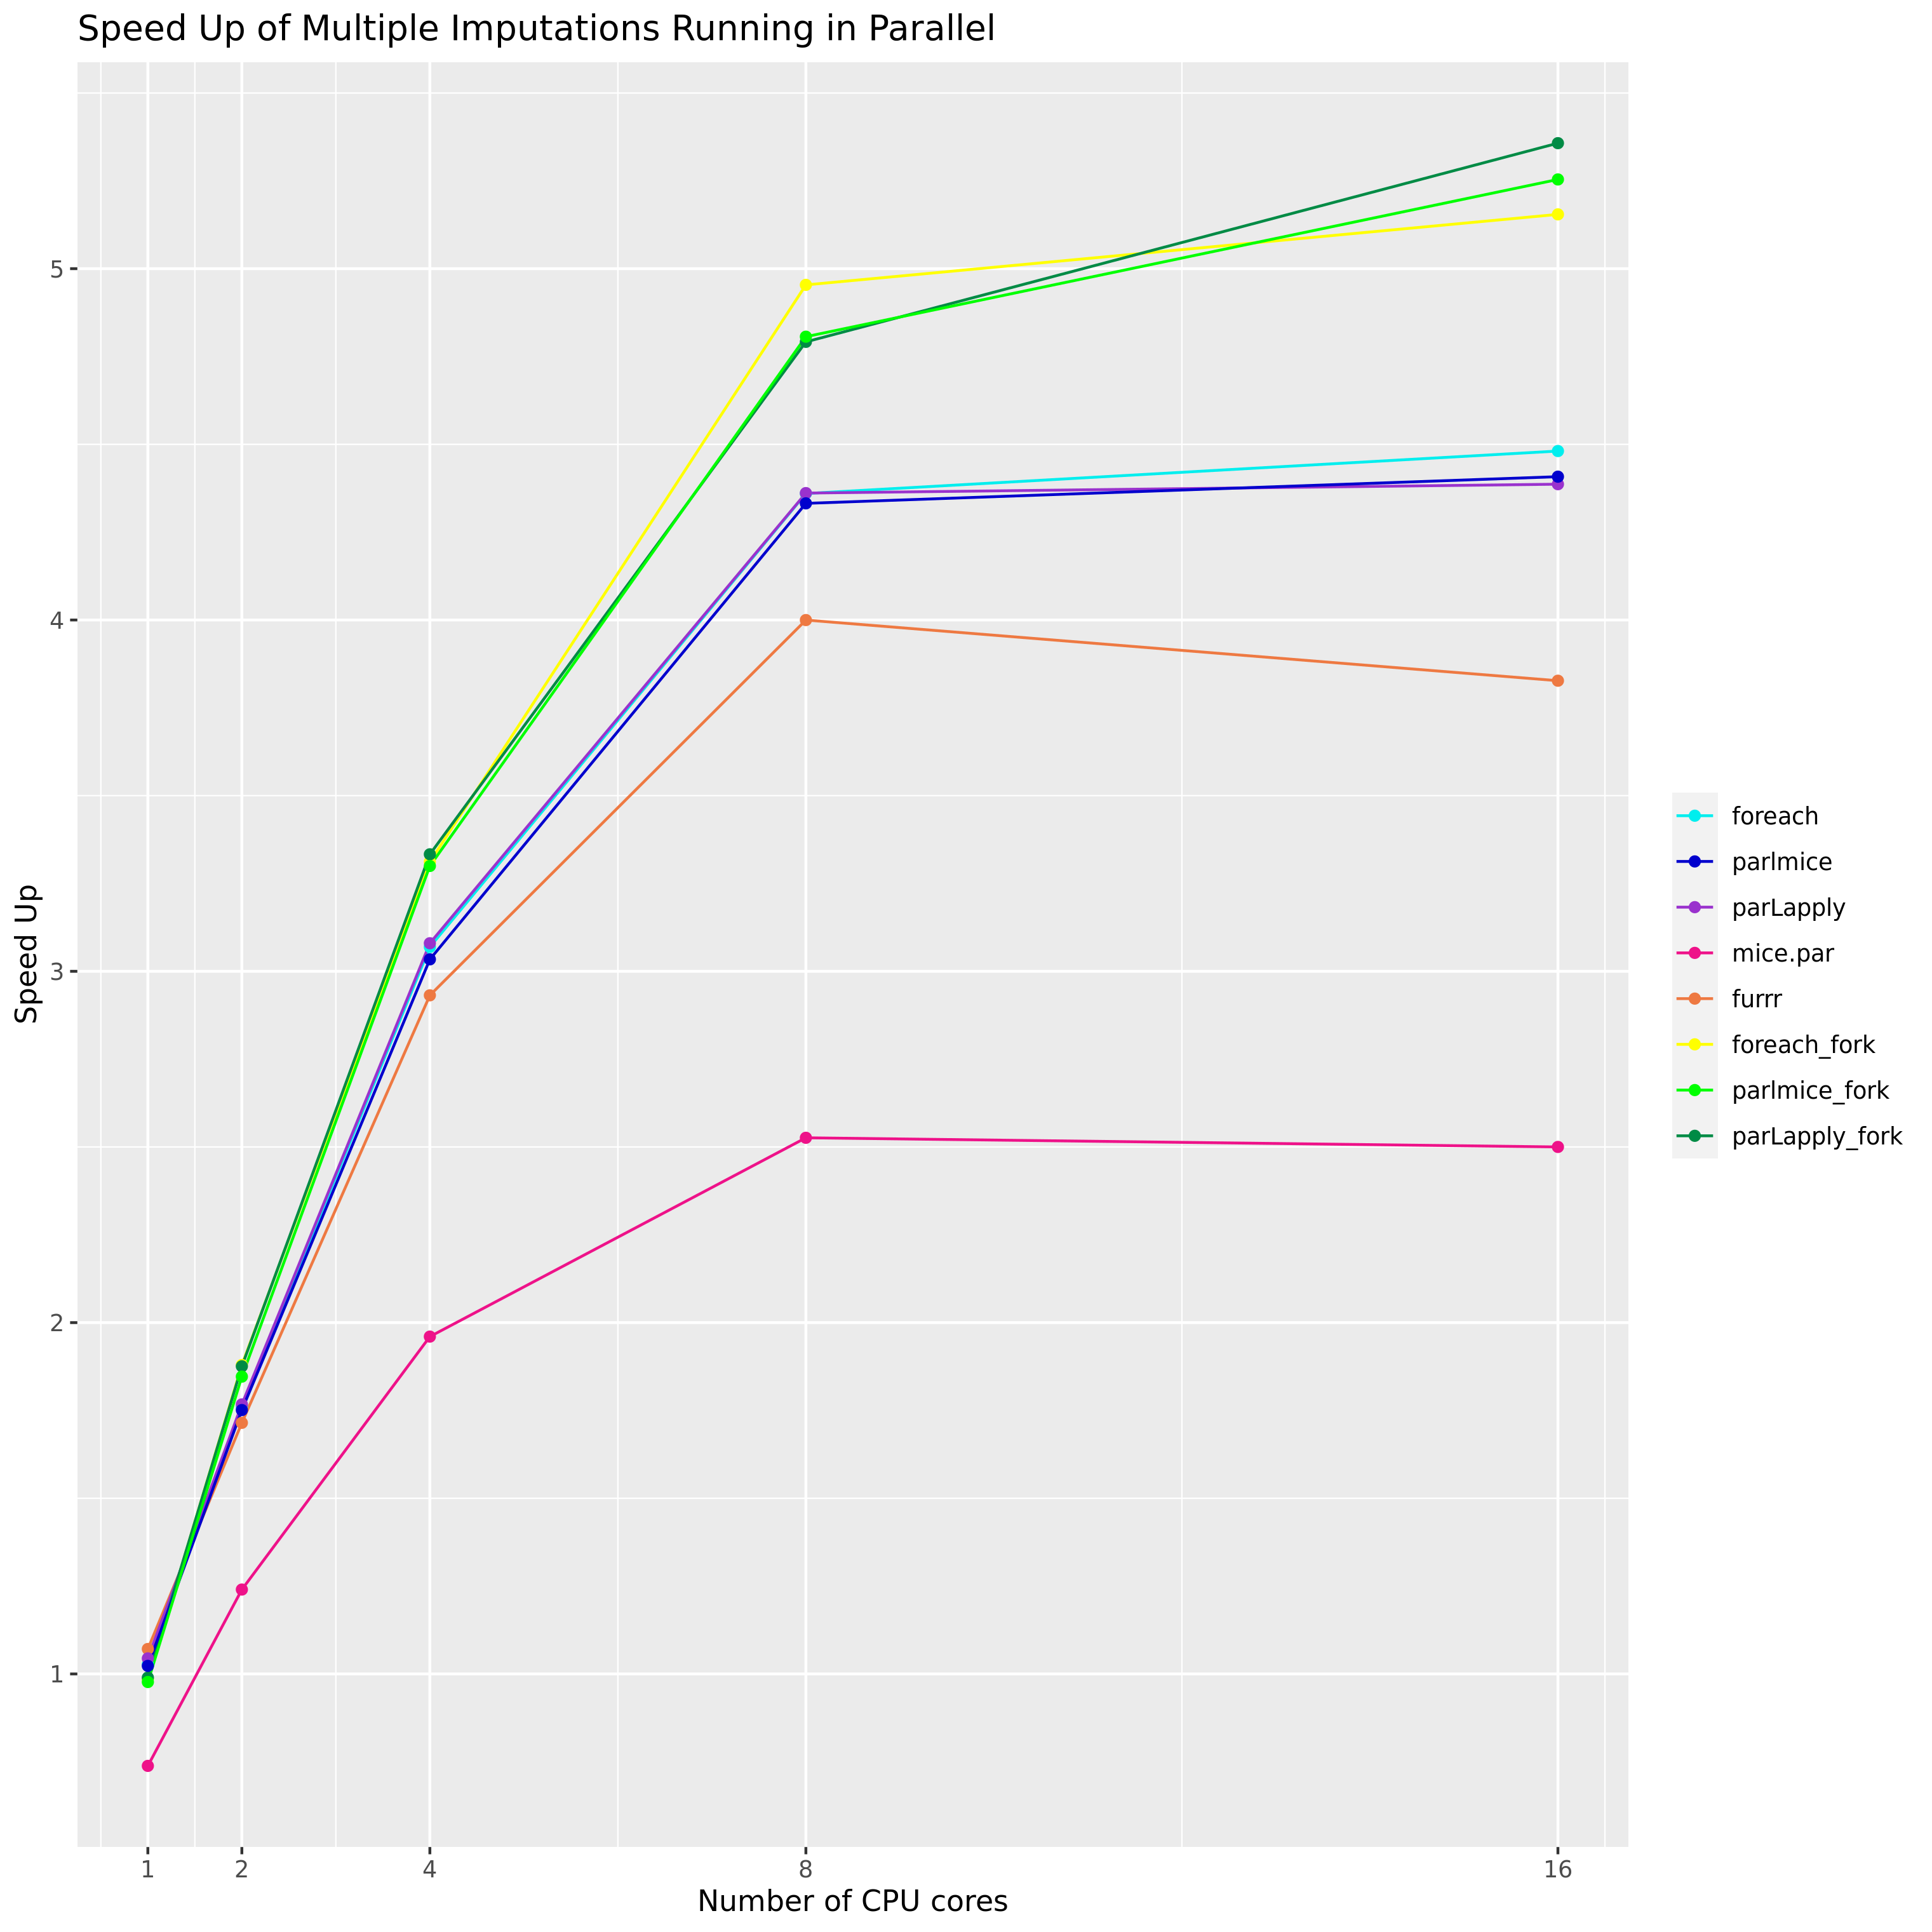 Speed Up of Multiple Imputations Running in Parallel
Speed Up
5
4
3
2
1
1 2 4 8 16
Number of CPU cores
foreach
parlmice
parLapply
mice.par
furrr
foreach_fork
parlmice_fork
parLapply_fork